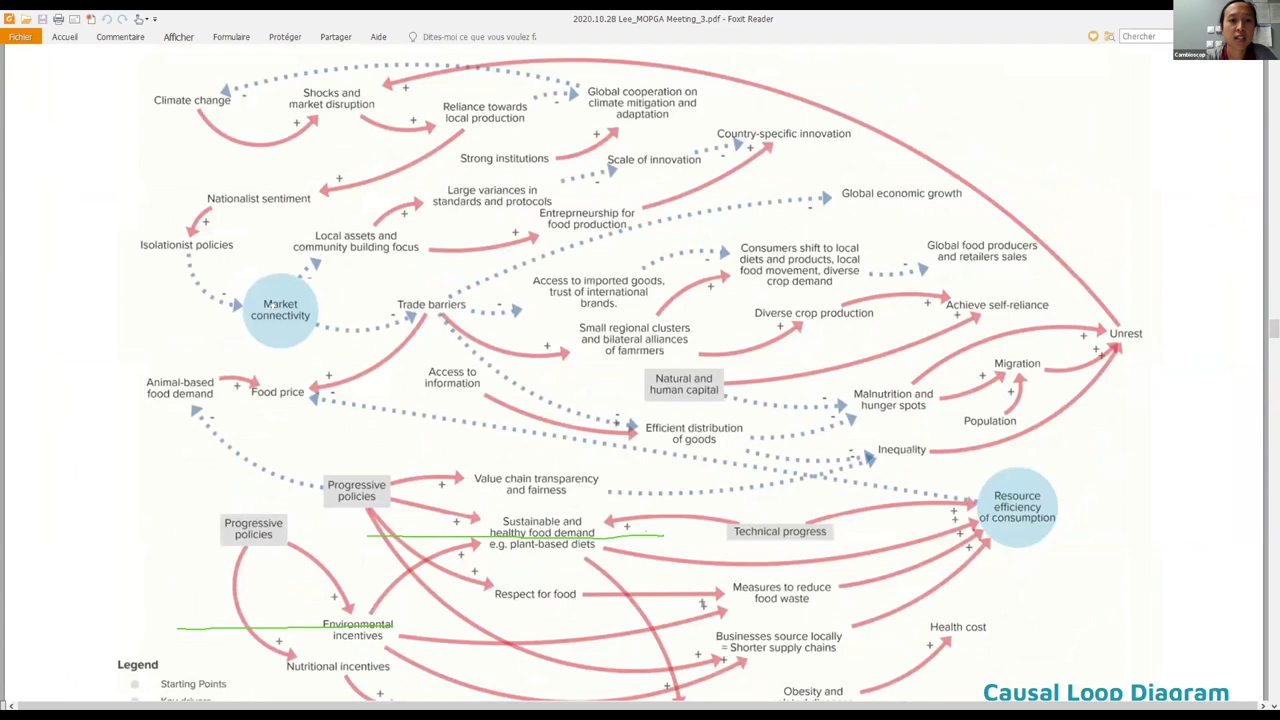 2020.10.28 Lee_MOPGA Meeting_3.pdf - Foxit Reader
Fichier Accueil Commentaire Afficher Formulaire Protéger Partager Aide Dites-moi ce que vous voulez f. Chercher
Cambioscop
Climate change
Shocks and
market disruption
Reliance towards
local production
Global cooperation on
climate mitigation and
adaptation
Country-specific innovation
Strong institutions
Scale of innovation
Nationalist sentiment
Large variances in
standards and protocols
Global economic growth
Isolationist policies
Local assets and
community building focus
Entreprneurship for
food production
Consumers shift to local
diets and products, local
food movement, diverse
crop demand
Global food producers
and retailers sales
Market
connectivity
Trade barriers
Access to imported goods,
trust of international
brands.
Diverse crop production
Achieve self-reliance
Small regional clusters
and bilateral alliances
of famrmers
Unrest
Animal-based
food demand
Food price
Access to
information
Natural and
human capital
Migration
Malnutrition and
hunger spots
Population
Efficient distribution
of goods
Inequality
Progressive
policies
Value chain transparency
and fairness
Resource
efficiency
of consumption
Progressive
policies
Sustainable and
healthy food demand
e.g. plant-based diets
Technical progress
Respect for food
Measures to reduce
food waste
Environmental
incentives
Businesses source locally
= Shorter supply chains
Health cost
Nutritional incentives
Obesity and
Legend
Starting Points
Key drivers
Causal Loop Diagram